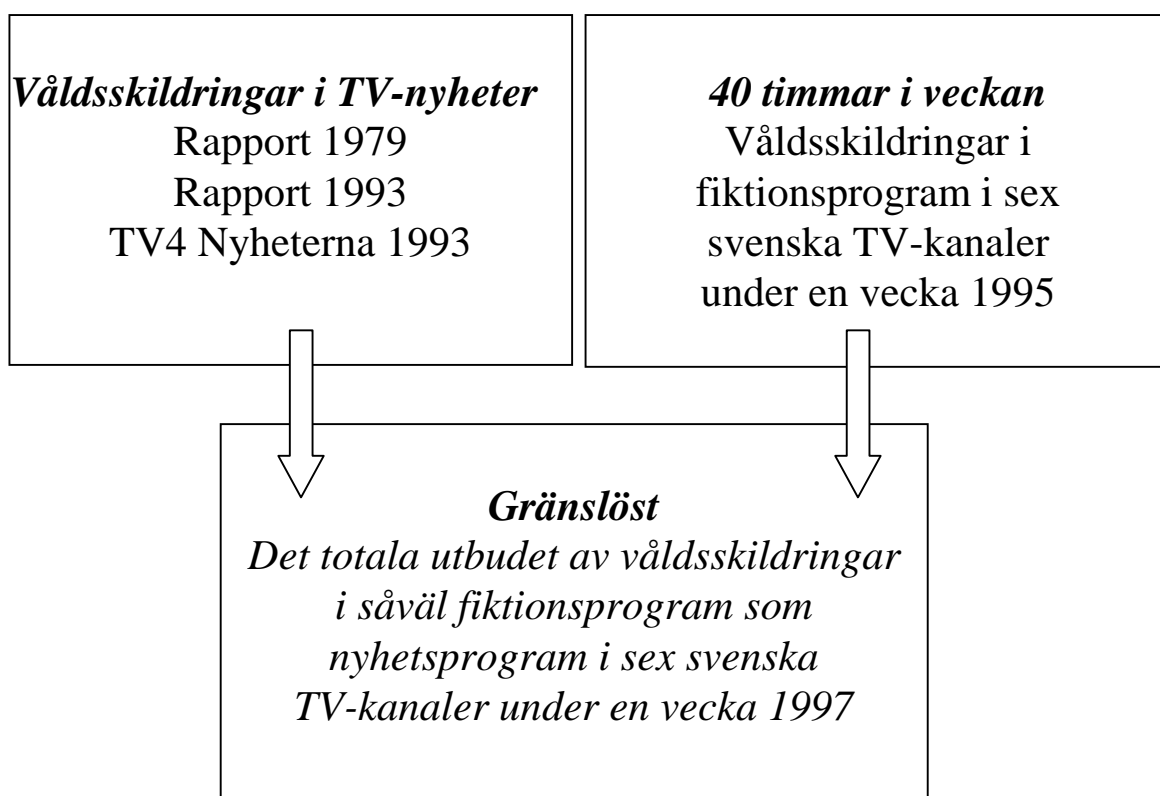 Våldsskildringar i TV-nyheter
Rapport 1979
Rapport 1993
TV4 Nyheterna 1993
40 timmar i veckan
Våldsskildringar i
fiktionsprogram i sex
svenska TV-kanaler
under en vecka 1995
Gränslöst
Det totala utbudet av våldsskildringar
i såväl fiktionsprogram som
nyhetsprogram i sex svenska
TV-kanaler under en vecka 1997